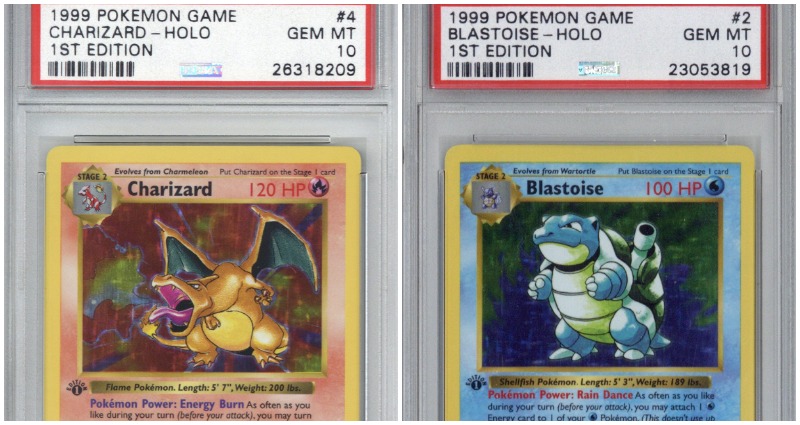 1999 POKEMON GAME #4
CHARIZARD - HOLO GEM MT
1ST EDITION 10
26318209
STAGE 2
Evolves from Charmeleon Put Charizard on the Stage 1 card
Charizard 120 HP
EDITION 1
Flame Pokémon. Length: 5' 7", Weight: 200 lbs.
Pokémon Power: Energy Burn As often as you
like during your turn (before your attack), you may turn
1999 POKEMON GAME #2
BLASTOISE - HOLO GEM MT
1ST EDITION 10
23053819
STAGE 2
Evolves from Wartortle Put Blastoise on the Stage 1 card
Blastoise 100 HP
EDITION 1
Shellfish Pokémon. Length: 5' 3", Weight: 189 lbs.
Pokémon Power: Rain Dance As often as you
like during your turn (before your attack), you may attach 1
Energy card to 1 of your Pokémon. (This doesn't use up